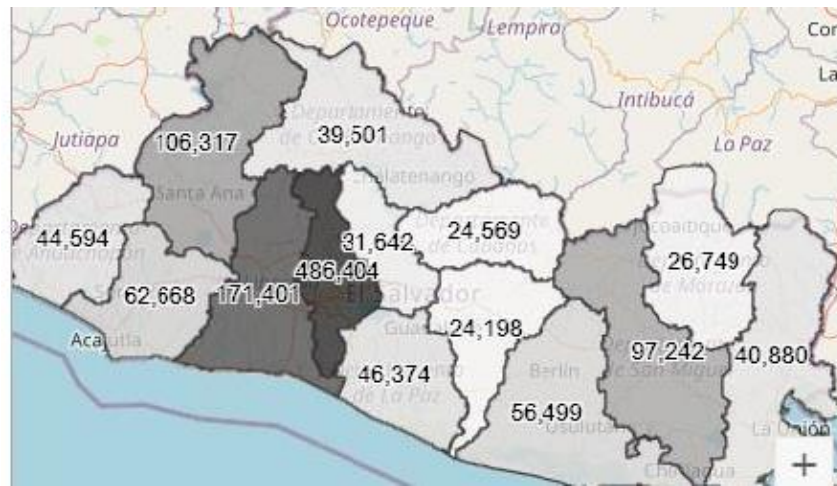 Ocotepeque
Lempira
Intibucá
La Paz
Jutiapa
106,317
39,501
Santa Ana
Chalatenango
44,594
62,668
171,401
486,404
31,642
24,569
26,749
El Salvador
24,198
97,242
40,880
Acajutla
46,374
de La Paz
Berlín
56,499
Usulután
La Unión
+